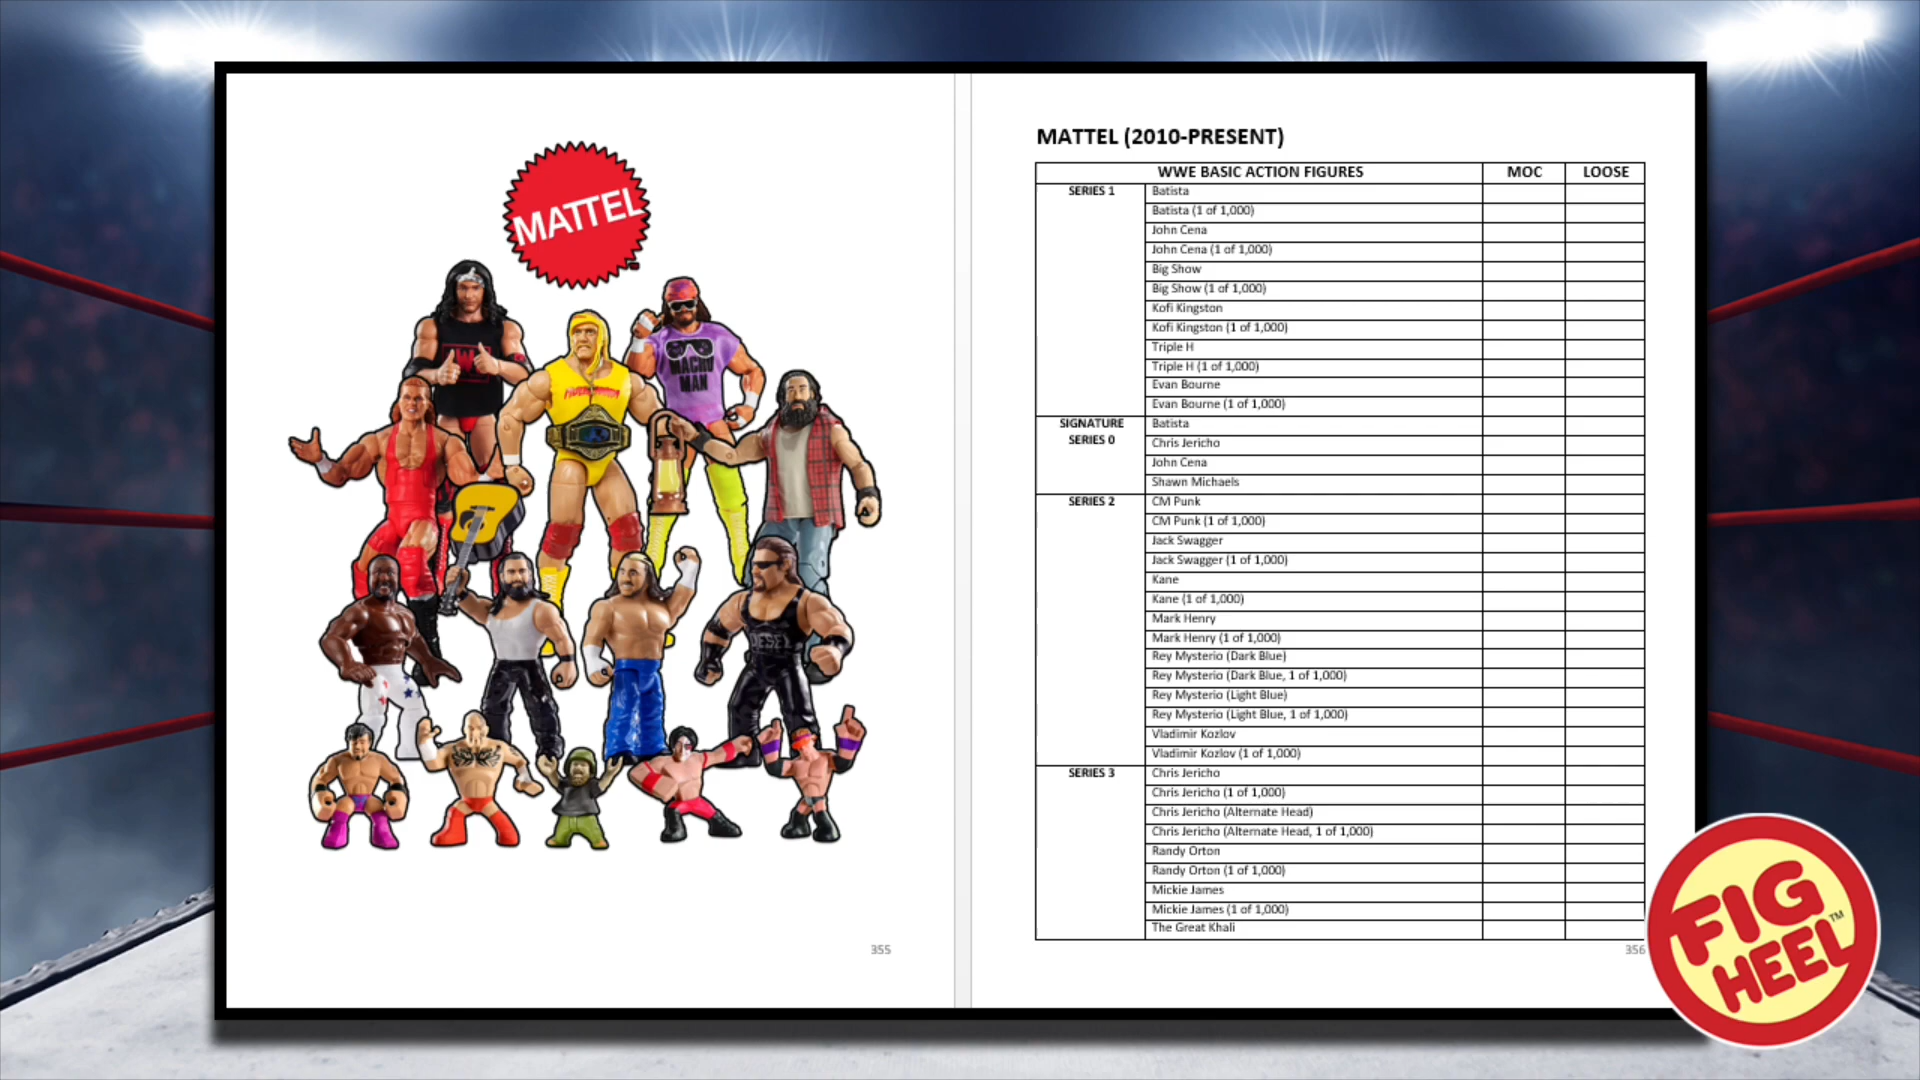 MATTEL
MACHO
MAN
DIESEL
355
MATTEL (2010-PRESENT)
WWE BASIC ACTION FIGURES MOC LOOSE
SERIES 1 Batista
Batista (1 of 1,000)
John Cena
John Cena (1 of 1,000)
Big Show
Big Show (1 of 1,000)
Kofi Kingston
Kofi Kingston (1 of 1,000)
Triple H
Triple H (1 of 1,000)
Evan Bourne
Evan Bourne (1 of 1,000)
SIGNATURE SERIES 0 Batista
Chris Jericho
John Cena
Shawn Michaels
SERIES 2 CM Punk
CM Punk (1 of 1,000)
Jack Swagger
Jack Swagger (1 of 1,000)
Kane
Kane (1 of 1,000)
Mark Henry
Mark Henry (1 of 1,000)
Rey Mysterio (Dark Blue)
Rey Mysterio (Dark Blue, 1 of 1,000)
Rey Mysterio (Light Blue)
Rey Mysterio (Light Blue, 1 of 1,000)
Vladimir Kozlov
Vladimir Kozlov (1 of 1,000)
SERIES 3 Chris Jericho
Chris Jericho (1 of 1,000)
Chris Jericho (Alternate Head)
Chris Jericho (Alternate Head, 1 of 1,000)
Randy Orton
Randy Orton (1 of 1,000)
Mickie James
Mickie James (1 of 1,000)
The Great Khali
356
FIG
HEEL™